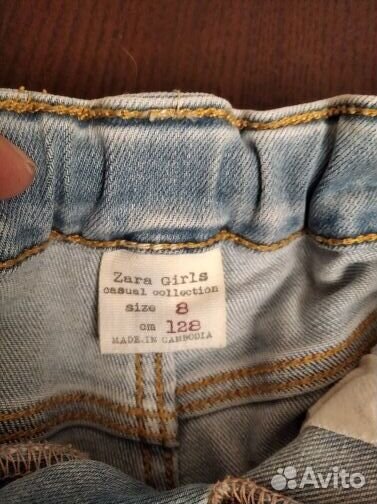 Zara Girls
casual collection
size 8
cm 128
MADE IN CAMBODIA
Avito